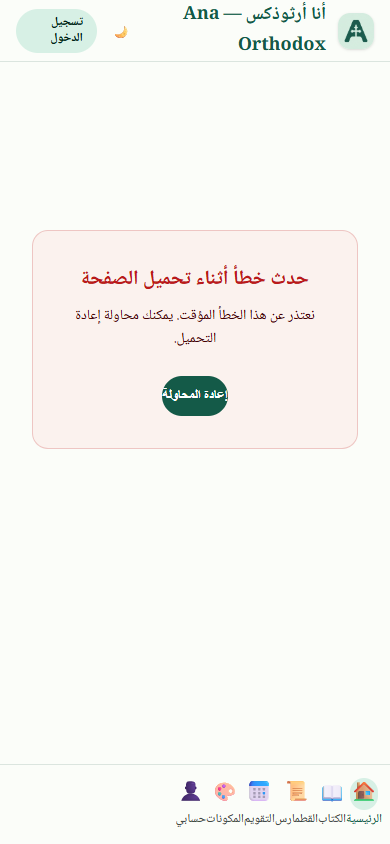 أنا أرثوذكس — Ana
Orthodox
تسجيل
الدخول
حدث خطأ أثناء تحميل الصفحة
نعتذر عن هذا الخطأ المؤقت. يمكنك محاولة إعادة
التحميل.
إعادة المحاولة
الرئيسية
الكتاب
القطمارس
التقويم
المكونات
حسابي